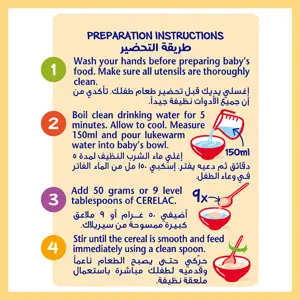 PREPARATION INSTRUCTIONS
طريقة التحضير
1
Wash your hands before preparing baby's
food. Make sure all utensils are thoroughly
clean.
إغسلي يديك قبل تحضير طعام طفلك. تأكدي من
أن جميع الأدوات نظيفة جيداً.
2
Boil clean drinking water for 5
minutes. Allow to cool. Measure
150ml and pour lukewarm
water into baby's bowl.
150ml
إغلي ماء الشرب النظيف لمدة ٥
دقائق ثم دعيه يفتر. إسكبي ١٥٠ مل من الماء الفاتر
في وعاء الطفل.
3
Add 50 grams or 9 level
tablespoons of CERELAC.
9x
أضيفي ٥٠ غرام أو ٩ ملاعق
كبيرة ممسوحة من سيريلاك.
4
Stir until the cereal is smooth and feed
immediately using a clean spoon.
حرّكي حتى يصبح الطعام ناعماً
وقدميه لطفلك مباشرة باستعمال
ملعقة نظيفة.